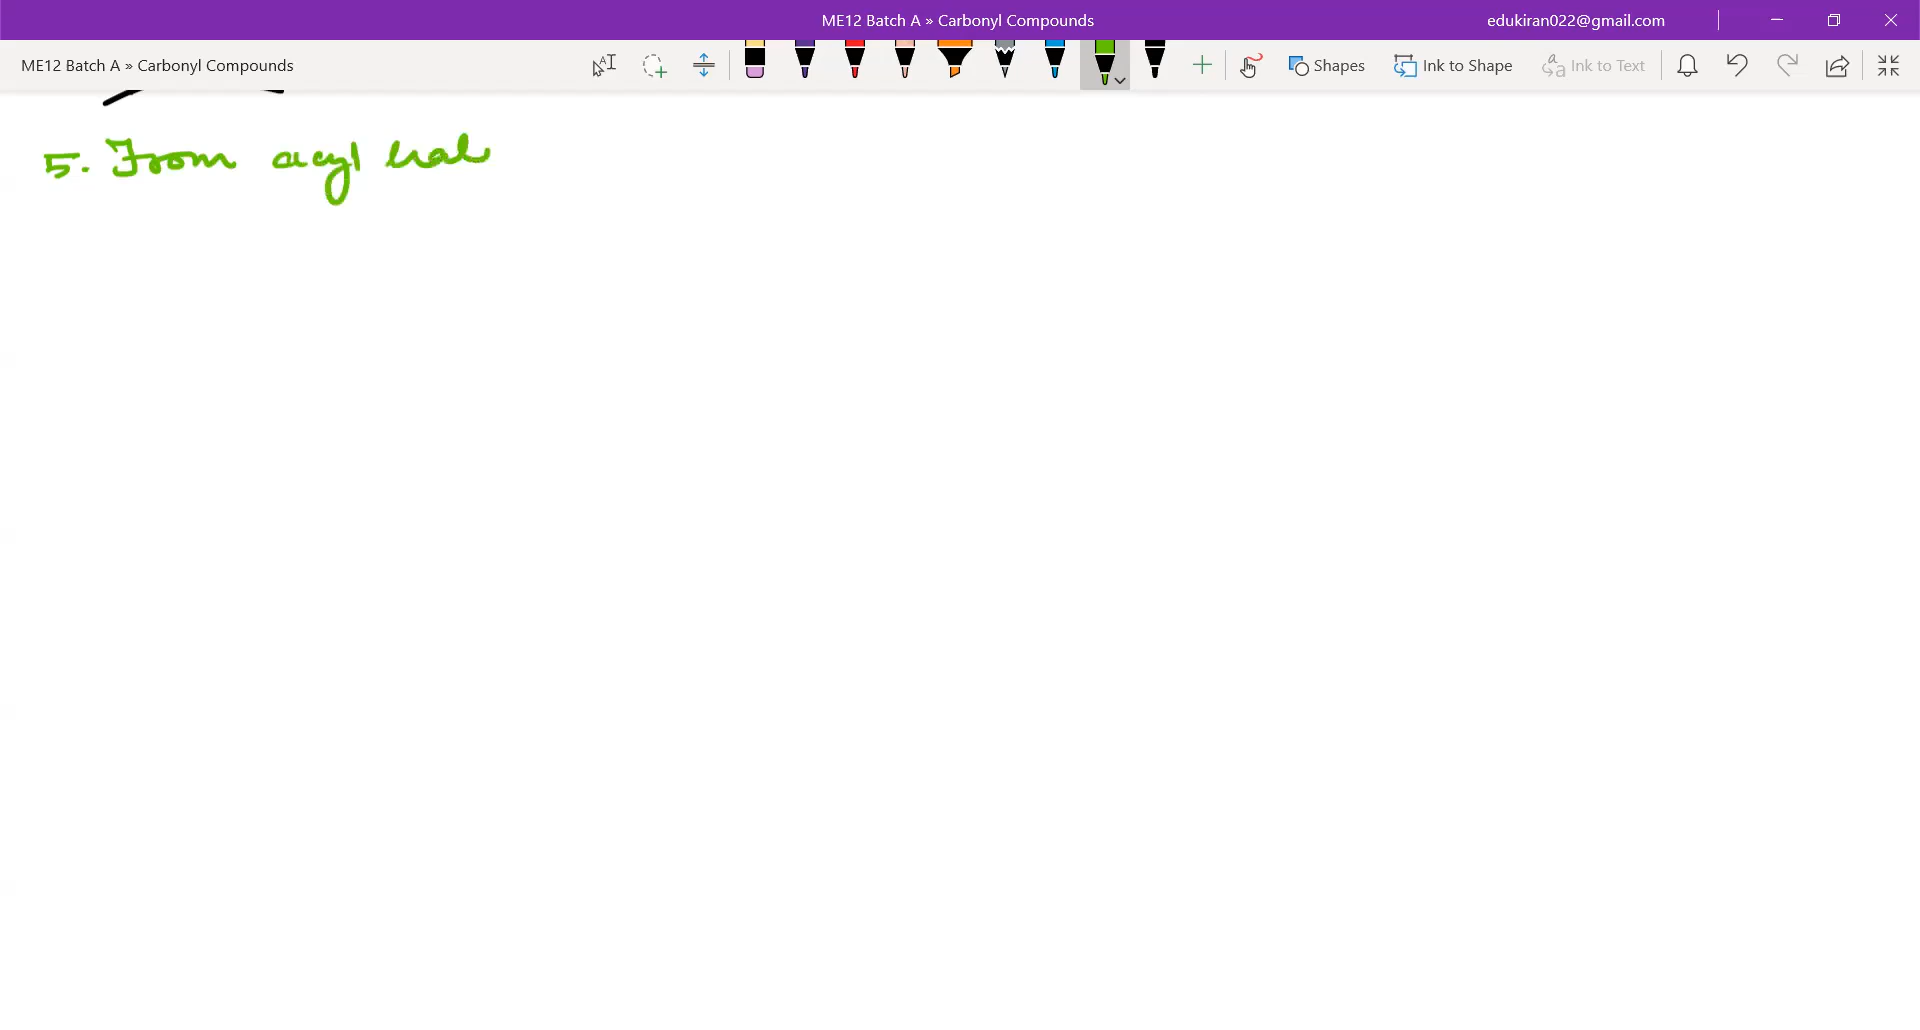 ME12 Batch A » Carbonyl Compounds edukiran022@gmail.com
ME12 Batch A » Carbonyl Compounds Shapes Ink to Shape Ink to Text
5. From acyl hal